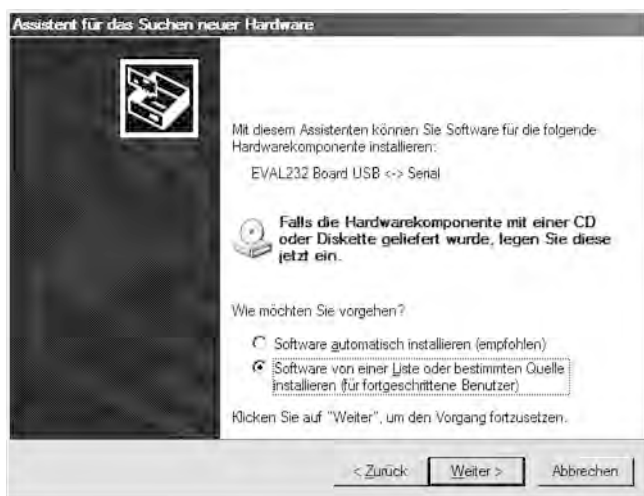 Assistent für das Suchen neuer Hardware
Mit diesem Assistenten können Sie Software für die folgende
Hardwarekomponente installieren:
EVAL232 Board USB <-> Serial
Falls die Hardwarekomponente mit einer CD
oder Diskette geliefert wurde, legen Sie diese
jetzt ein.
Wie möchten Sie vorgehen?
Software automatisch installieren (empfohlen)
Software von einer Liste oder bestimmten Quelle
installieren (für fortgeschrittene Benutzer)
Klicken Sie auf "Weiter", um den Vorgang fortzusetzen.
< Zurück Weiter > Abbrechen